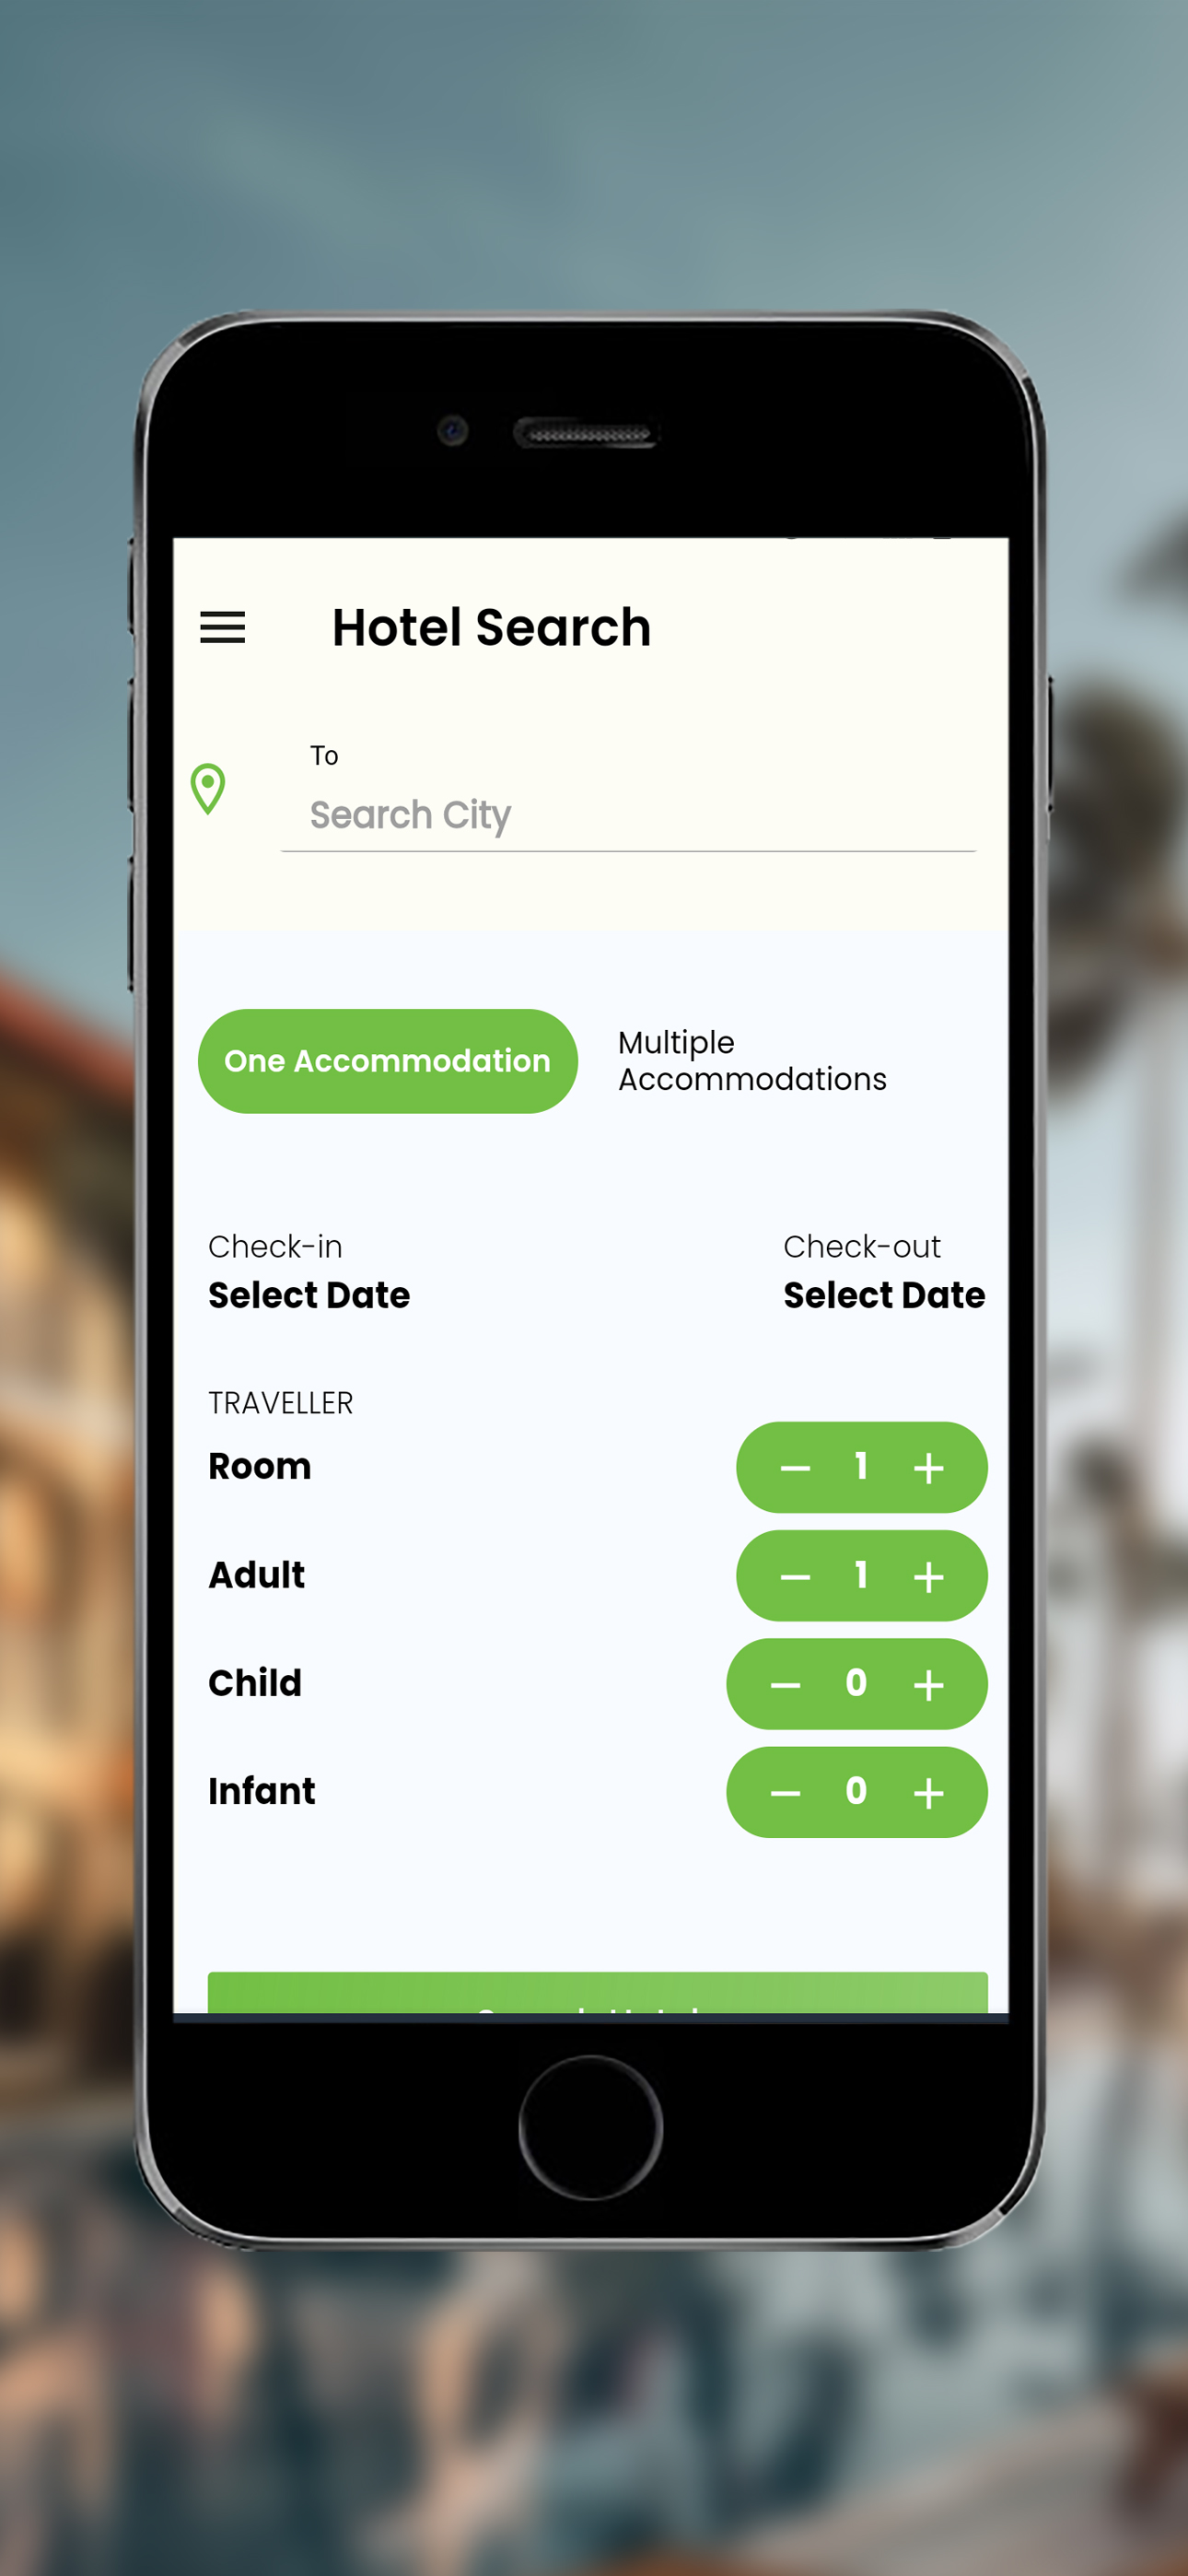 Hotel Search
To
Search City
One Accommodation
Multiple
Accommodations
Check-in
Check-out
Select Date
Select Date
TRAVELLER
Room
− 1 +
Adult
− 1 +
Child
− 0 +
Infant
− 0 +